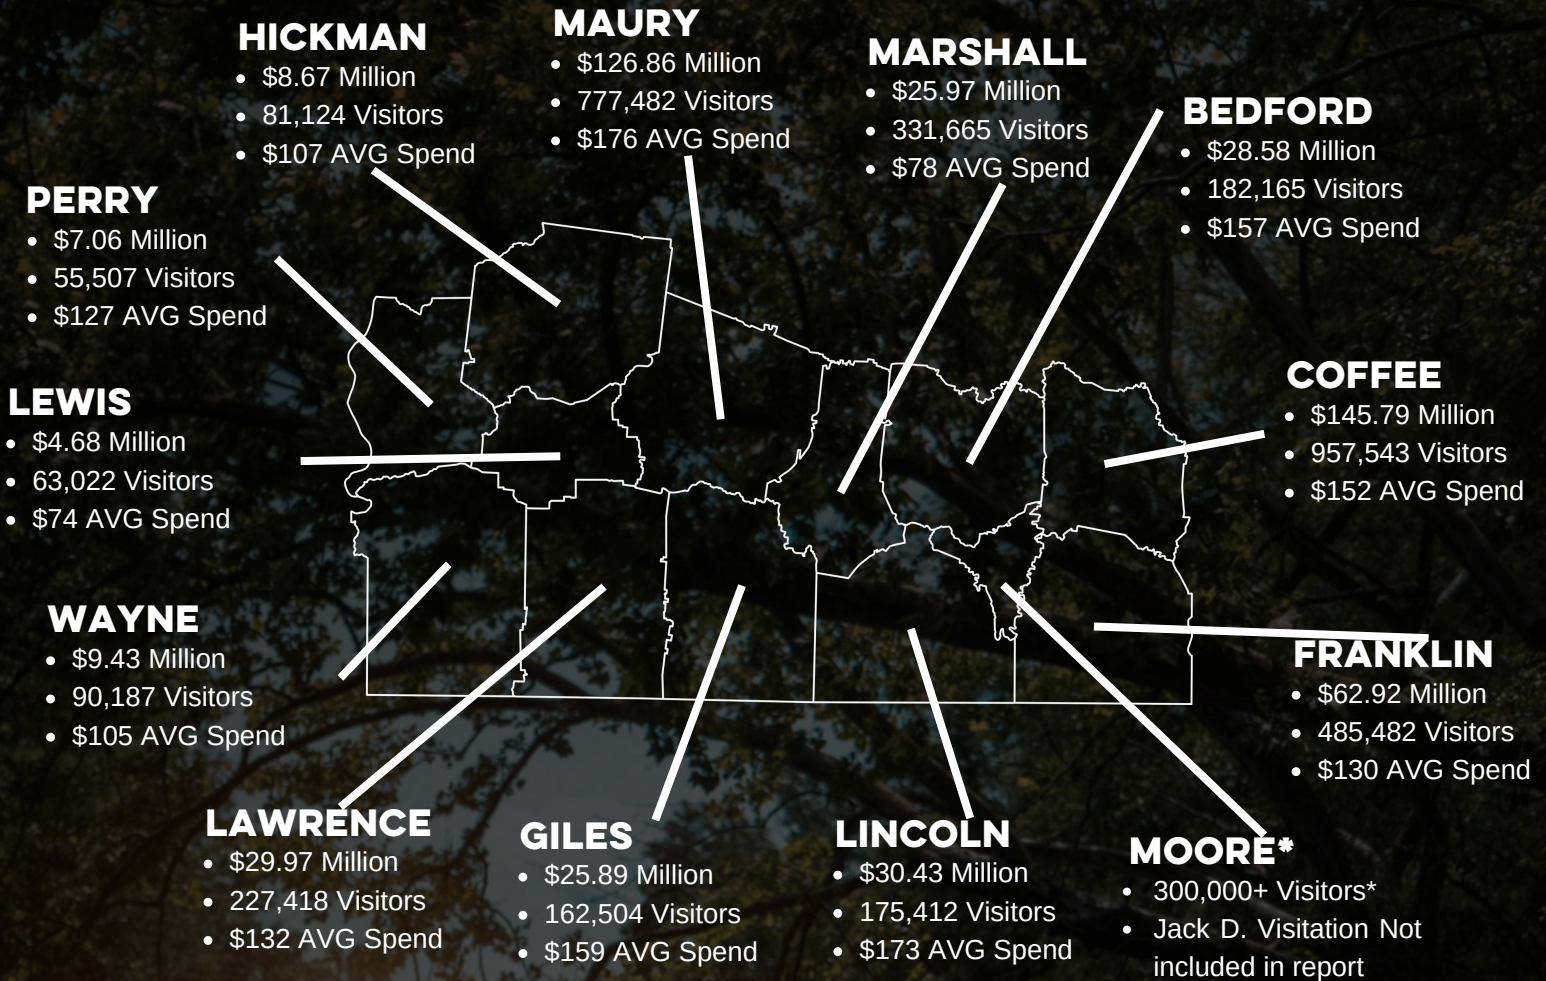 HICKMAN
• $8.67 Million
• 81,124 Visitors
• $107 AVG Spend
MAURY
• $126.86 Million
• 777,482 Visitors
• $176 AVG Spend
MARSHALL
• $25.97 Million
• 331,665 Visitors
• $78 AVG Spend
BEDFORD
• $28.58 Million
• 182,165 Visitors
• $157 AVG Spend
PERRY
• $7.06 Million
• 55,507 Visitors
• $127 AVG Spend
COFFEE
• $145.79 Million
• 957,543 Visitors
• $152 AVG Spend
LEWIS
• $4.68 Million
• 63,022 Visitors
• $74 AVG Spend
WAYNE
• $9.43 Million
• 90,187 Visitors
• $105 AVG Spend
FRANKLIN
• $62.92 Million
• 485,482 Visitors
• $130 AVG Spend
LAWRENCE
• $29.97 Million
• 227,418 Visitors
• $132 AVG Spend
GILES
• $25.89 Million
• 162,504 Visitors
• $159 AVG Spend
LINCOLN
• $30.43 Million
• 175,412 Visitors
• $173 AVG Spend
MOORE*
• 300,000+ Visitors*
• Jack D. Visitation Not
included in report